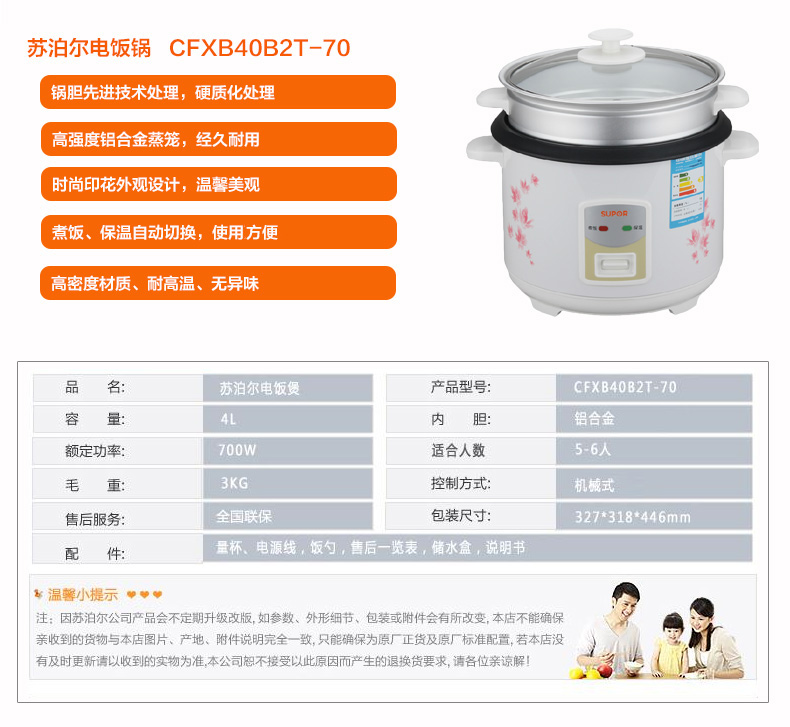 苏泊尔电饭锅 CFXB40B2T-70
锅胆先进技术处理，硬质化处理
高强度铝合金蒸笼，经久耐用
时尚印花外观设计，温馨美观
煮饭、保温自动切换，使用方便
高密度材质、耐高温、无异味
SUPOR
品 名: 苏泊尔电饭煲 产品型号: CFXB40B2T-70
容 量: 4L 内 胆: 铝合金
额定功率: 700W 适合人数 5-6人
毛 重: 3KG 控制方式: 机械式
售后服务: 全国联保 包装尺寸: 327*318*446mm
配 件: 量杯、电源线，饭勺，售后一览表，储水盒，说明书
温馨小提示
注：因苏泊尔公司产品会不定期升级改版, 如参数、外形细节、包装或附件会有所改变, 本店不能确保
亲收到的货物与本店图片、产地、附件说明完全一致, 只能确保为原厂正货及原厂标准配置, 若本店没
有及时更新请以收到的实物为准,本公司恕不接受以此原因而产生的退换货要求, 请各位亲谅解!